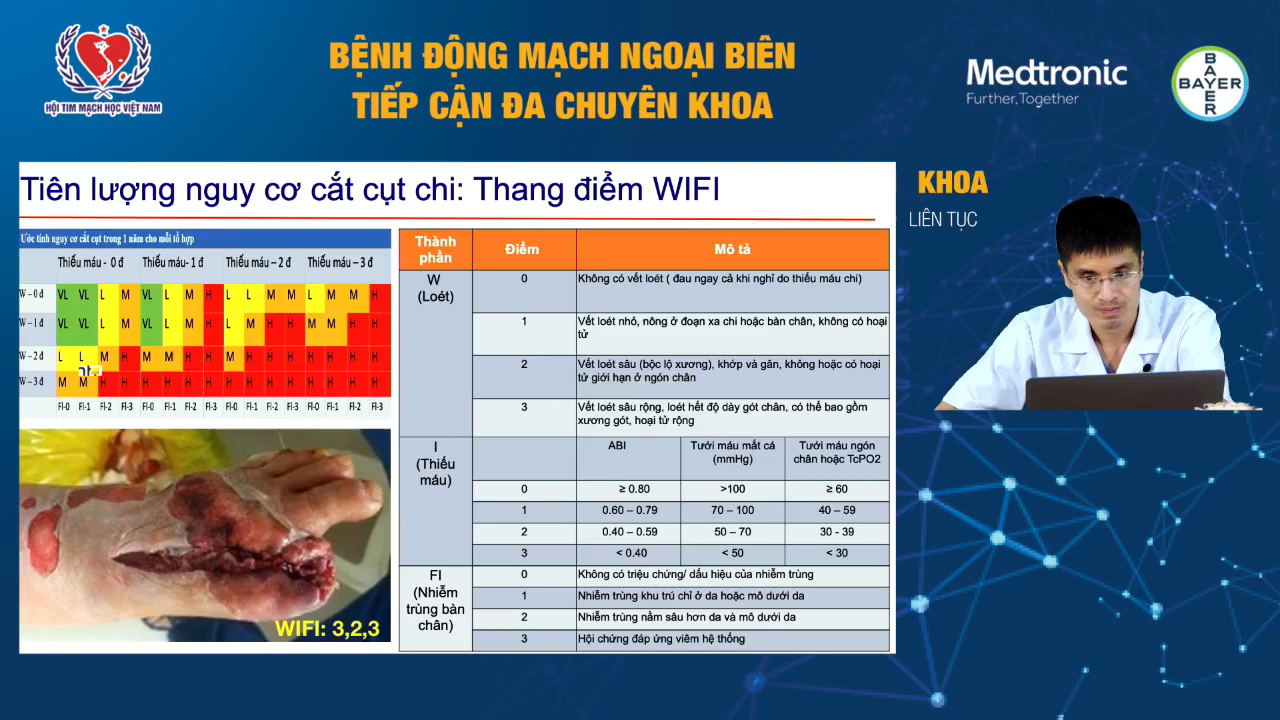 HỘI TIM MẠCH HỌC VIỆT NAM
BỆNH ĐỘNG MẠCH NGOẠI BIÊN
TIẾP CẬN ĐA CHUYÊN KHOA
Medtronic
Further, Together
BAYER
BAYER
KHOA
LIÊN TỤC
Tiên lượng nguy cơ cắt cụt chi: Thang điểm WIFI
Ước tính nguy cơ cắt cụt trong 1 năm cho mỗi tổ hợp
Thiếu máu - 0 đ Thiếu máu- 1 đ Thiếu máu – 2 đ Thiếu máu – 3 đ
W – 0 đ VL VL L M VL L M H L L M M L M M H
W – 1 đ VL VL L M VL L M H L M H H M M H H
W – 2 đ L L M H M M H H M H H H H H H H
W – 3 đ M M H H H H H H H H H H H H H H
FI-0 FI-1 FI-2 FI-3 FI-0 FI-1 FI-2 FI-3 FI-0 FI-1 FI-2 FI-3 FI-0 FI-1 FI-2 FI-3
WIFI: 3,2,3
Thành phần Điểm Mô tả
W (Loét)
0 Không có vết loét ( đau ngay cả khi nghỉ do thiếu máu chi)
1 Vết loét nhỏ, nông ở đoạn xa chi hoặc bàn chân, không có hoại
tử
2 Vết loét sâu (bộc lộ xương), khớp và gân, không hoặc có hoại
tử giới hạn ở ngón chân
3 Vết loét sâu rộng, loét hết độ dày gót chân, có thể bao gồm
xương gót, hoại tử rộng
I (Thiếu máu)
ABI Tưới máu mắt cá (mmHg) Tưới máu ngón chân hoặc TcPO2
0 ≥ 0.80 >100 ≥ 60
1 0.60 – 0.79 70 – 100 40 – 59
2 0.40 – 0.59 50 – 70 30 - 39
3 < 0.40 < 50 < 30
FI (Nhiễm trùng bàn chân)
0 Không có triệu chứng/ dấu hiệu của nhiễm trùng
1 Nhiễm trùng khu trú chỉ ở da hoặc mô dưới da
2 Nhiễm trùng nằm sâu hơn da và mô dưới da
3 Hội chứng đáp ứng viêm hệ thống